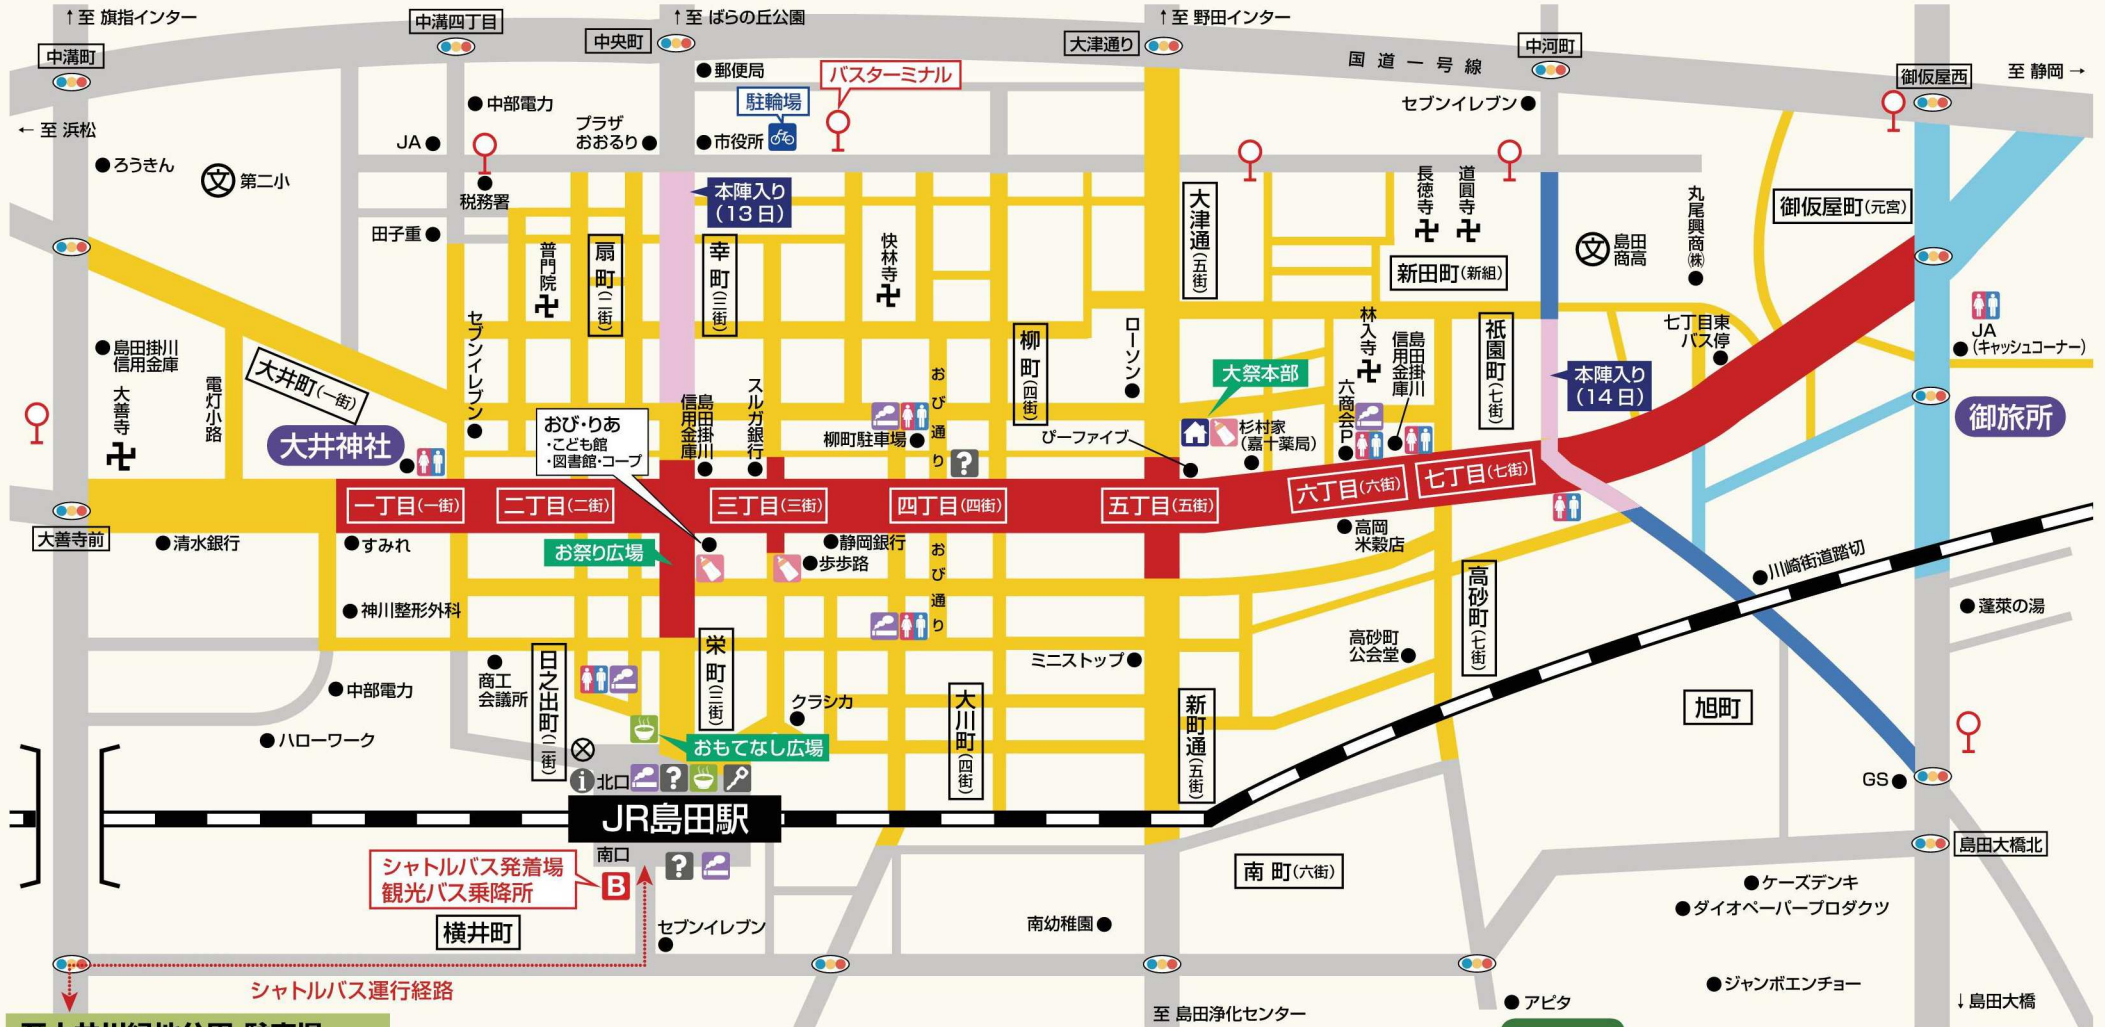 ↑至 旗指インター
中溝四丁目
↑至 ばらの丘公園
↑至 野田インター
中溝町
中央町
大津通り
国道一号線
中河町
御仮屋西
至 静岡→
←至 浜松
郵便局
バスターミナル
駐輪場
セブンイレブン
中部電力
JA
プラザ
おおるり
市役所
ろうきん
文
第二小
税務署
本陣入り
(13日)
田子重
普門院
扇町(二街)
幸町(三街)
快林寺
大津通(五街)
長徳寺
道圓寺
新田町(新組)
文
島田
商高
丸尾興商㈱
御仮屋町(元宮)
島田掛川
信用金庫
大善寺
電灯小路
大井町(一街)
セブンイレブン
柳町(四街)
ローソン
林入寺
島田掛川
信用金庫
祇園町(七街)
七丁目東
バス停
JA
(キャッシュコーナー)
大祭本部
六商会P
本陣入り
(14日)
御旅所
大井神社
おび・りあ
・こども館
・図書館・コープ
島田掛川
信用金庫
スルガ銀行
柳町駐車場
おび通り
?
ぴーファイブ
杉村家
(嘉十薬局)
一丁目(一街)
二丁目(二街)
三丁目(三街)
四丁目(四街)
五丁目(五街)
六丁目(六街)
七丁目(七街)
大善寺前
清水銀行
すみれ
お祭り広場
静岡銀行
歩歩路
おび通り
高岡
米穀店
川崎街道踏切
神川整形外科
高砂町(七街)
蓬莱の湯
日之出町(二街)
栄町(三街)
ミニストップ
高砂町
公会堂
商工
会議所
中部電力
クラシカ
大川町(四街)
新町通(五街)
旭町
ハローワーク
おもてなし広場
i
北口
?
GS
JR島田駅
南口
?
島田大橋北
シャトルバス発着場
観光バス乗降所
B
南町(六街)
ケーズデンキ
ダイオペーパープロダクツ
横井町
セブンイレブン
南幼稚園
シャトルバス運行経路
ジャンボエンチョー
アピタ
↓島田大橋
至 島田浄化センター